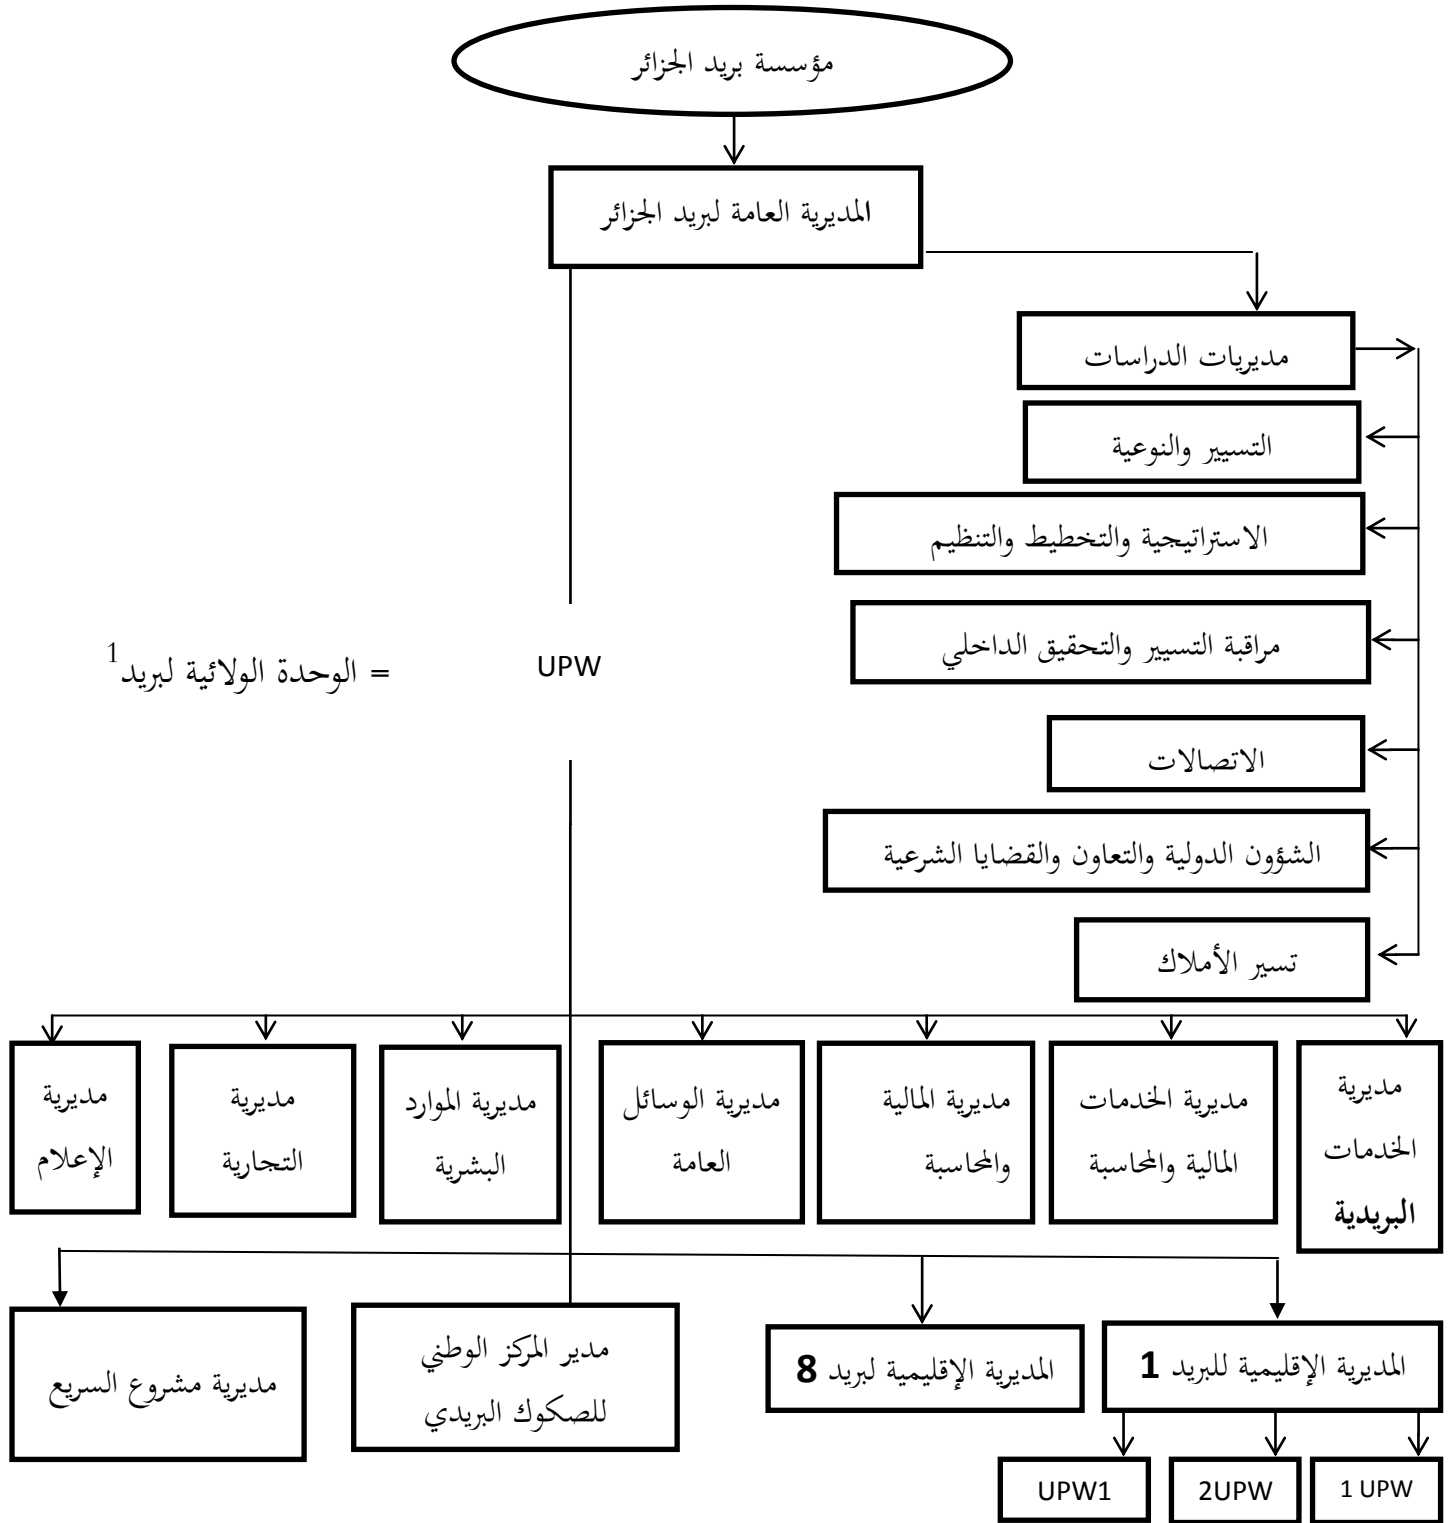 مؤسسة بريد الجزائر
المديرية العامة لبريد الجزائر
مديريات الدراسات
التسيير والنوعية
الاستراتيجية والتخطيط والتنظيم
مراقبة التسيير والتحقيق الداخلي
UPW = الوحدة الولائية لبريد1
الاتصالات
الشؤون الدولية والتعاون والقضايا الشرعية
تسير الأملاك
مديرية
الخدمات
البريدية
مديرية الخدمات
المالية والمحاسبة
مديرية المالية
والمحاسبة
مديرية الوسائل
العامة
مديرية الموارد
البشرية
مديرية
التجارية
مديرية
الإعلام
المديرية الإقليمية للبريد 1
المديرية الإقليمية لبريد 8
مدير المركز الوطني
للصكوك البريدي
مديرية مشروع السريع
1 UPW
2UPW
UPW1